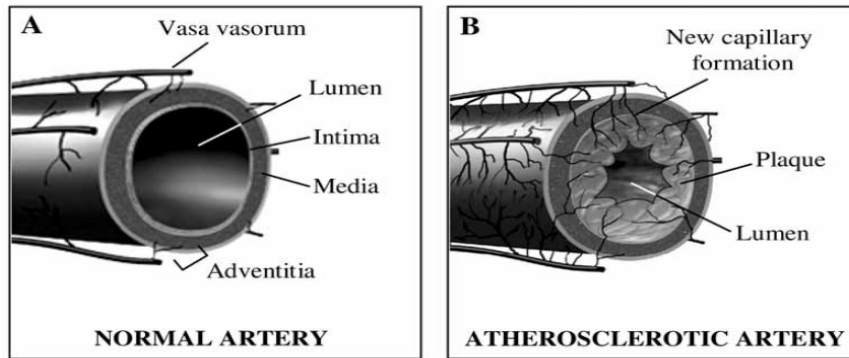 A
Vasa vasorum
Lumen
Intima
Media
Adventitia
NORMAL ARTERY
B
New capillary
formation
Plaque
Lumen
ATHEROSCLEROTIC ARTERY